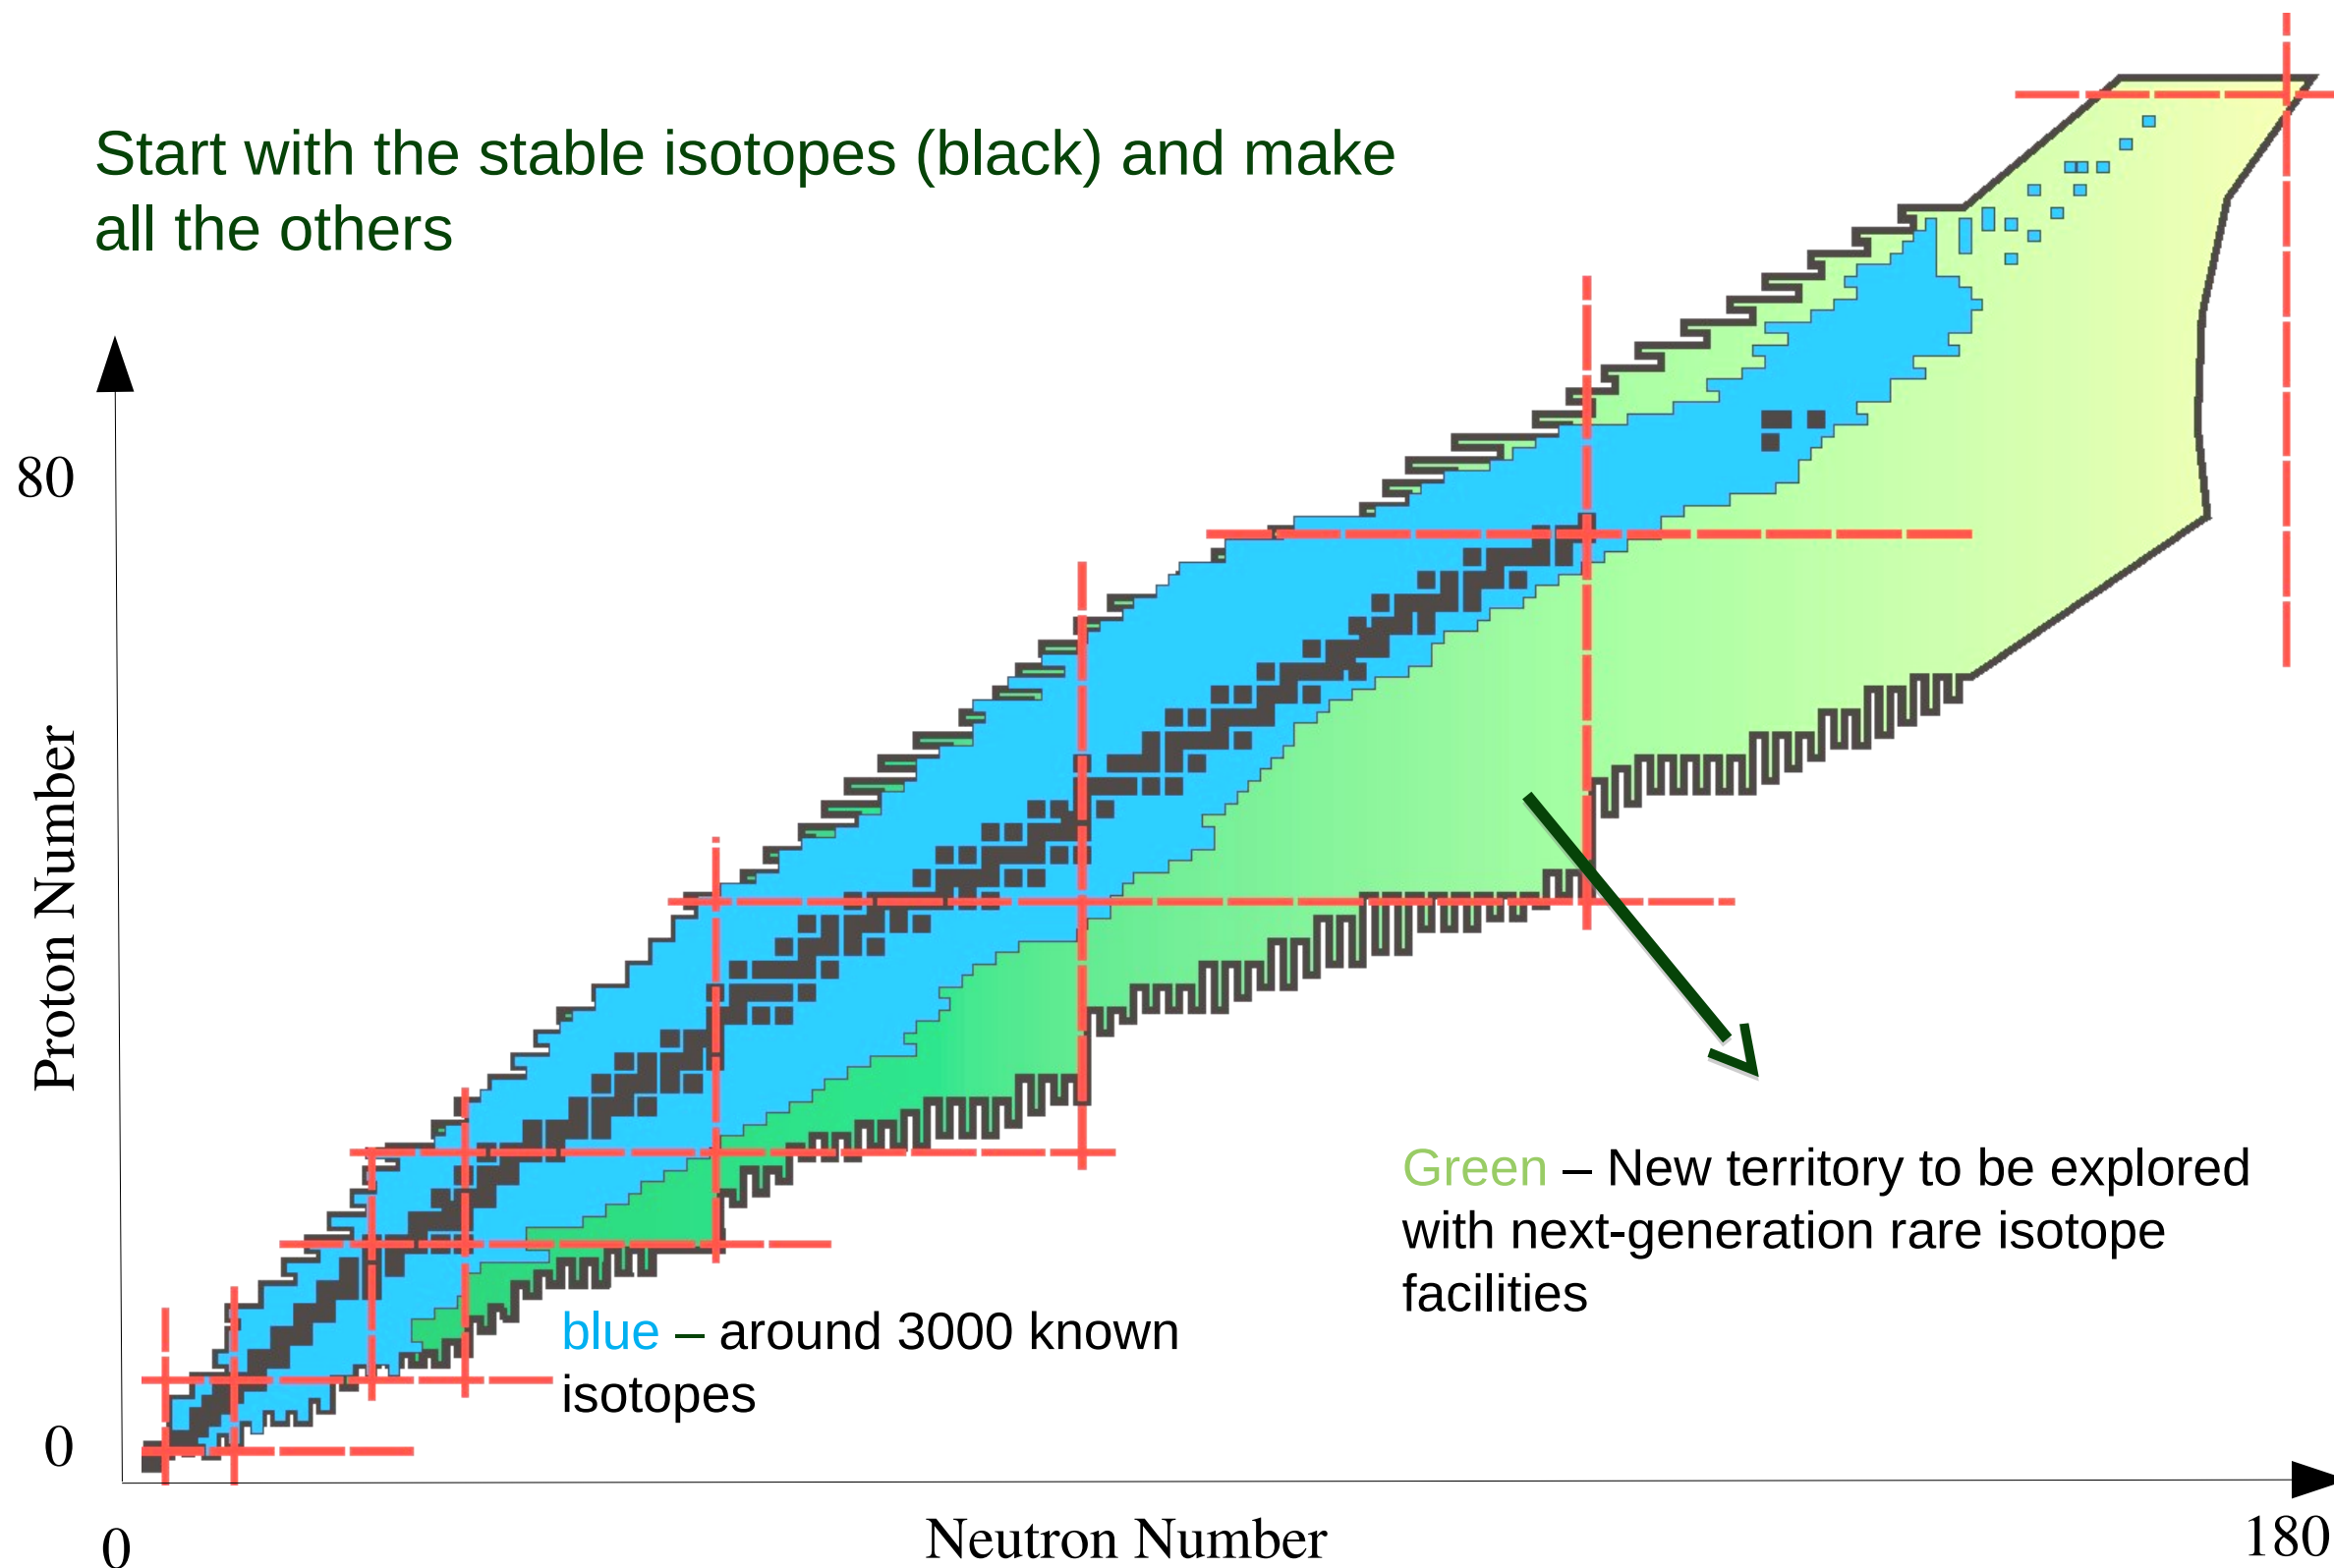 Start with the stable isotopes (black) and make
all the others
80
Proton Number
0
blue – around 3000 known
isotopes
Green – New territory to be explored
with next-generation rare isotope
facilities
0
Neutron Number
180